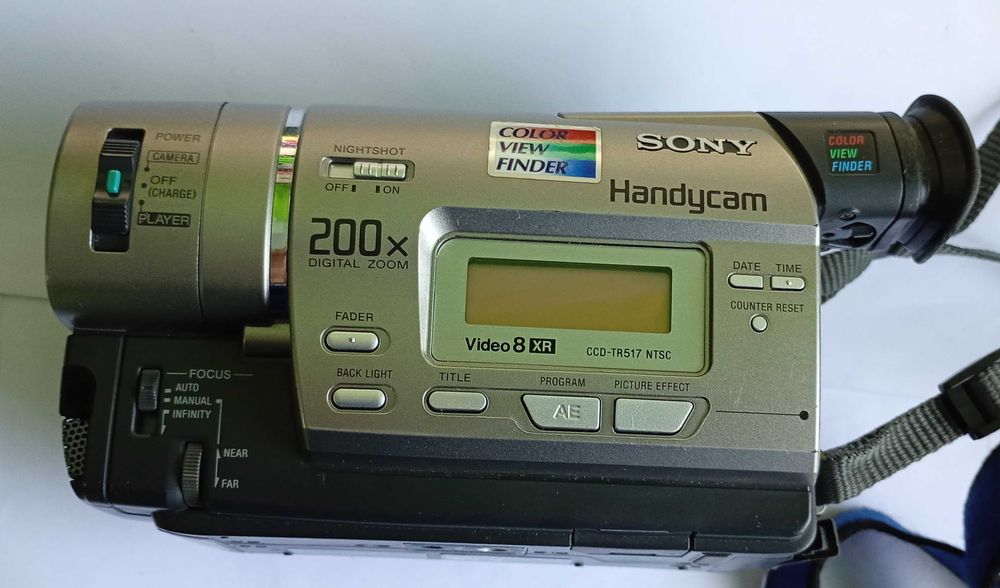 POWER
CAMERA
OFF
(CHARGE)
PLAYER
NIGHTSHOT
OFF ON
200x
DIGITAL ZOOM
COLOR
VIEW
FINDER
SONY
Handycam
COLOR
VIEW
FINDER
DATE TIME
COUNTER RESET
FADER
BACK LIGHT
Video 8 XR CCD-TR517 NTSC
TITLE
PROGRAM
AE
PICTURE EFFECT
FOCUS
AUTO
MANUAL
INFINITY
NEAR
FAR